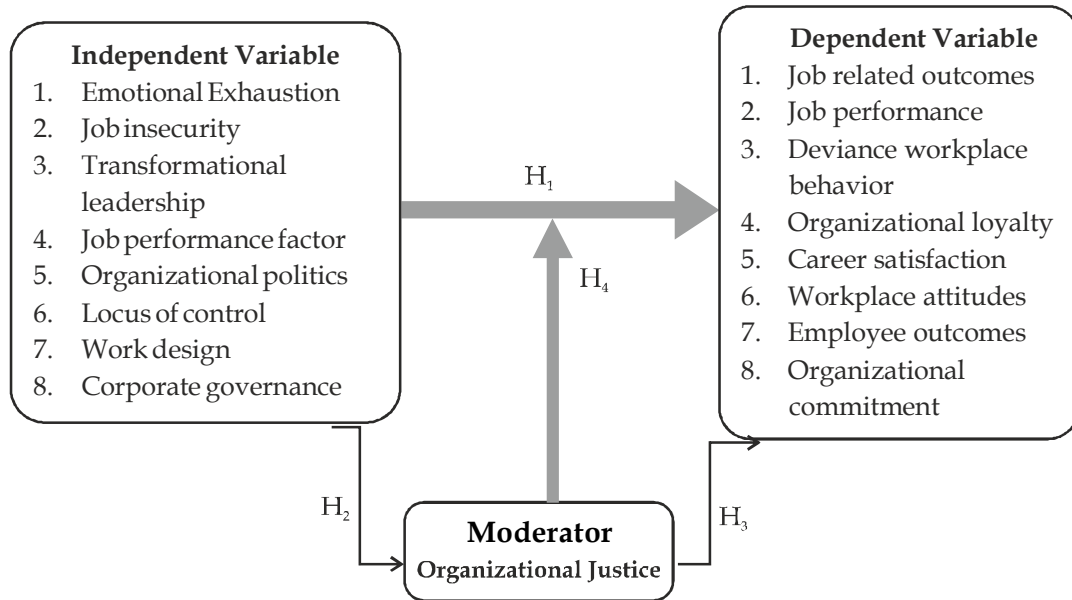 Independent Variable
1. Emotional Exhaustion
2. Job insecurity
3. Transformational
leadership
4. Job performance factor
5. Organizational politics
6. Locus of control
7. Work design
8. Corporate governance
H₁
H₄
Dependent Variable
1. Job related outcomes
2. Job performance
3. Deviance workplace
behavior
4. Organizational loyalty
5. Career satisfaction
6. Workplace attitudes
7. Employee outcomes
8. Organizational
commitment
H₂
Moderator
Organizational Justice
H₃